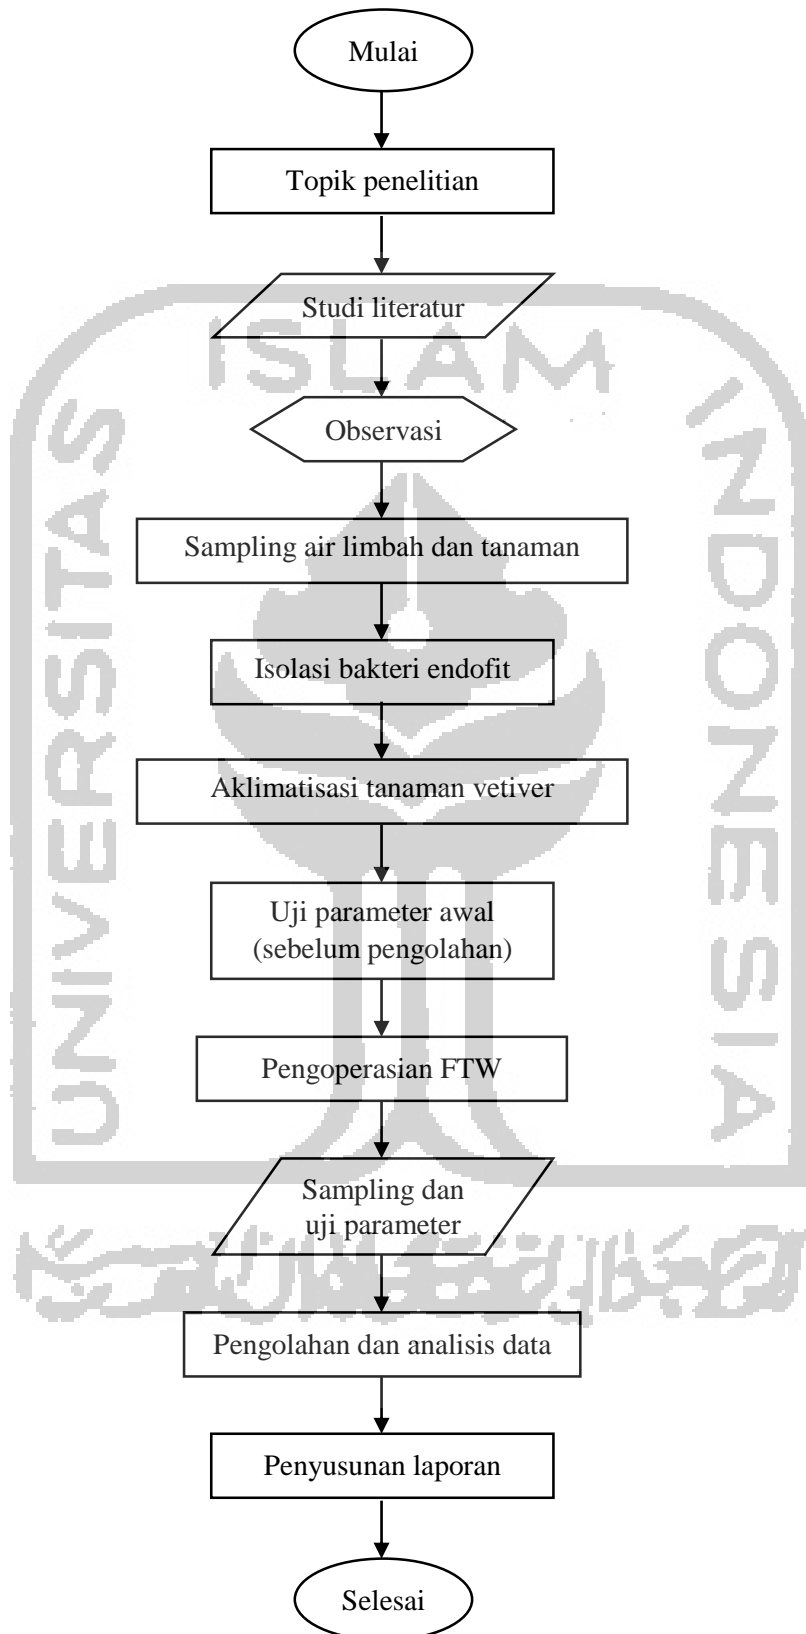 Mulai
Topik penelitian
Studi literatur
Observasi
Sampling air limbah dan tanaman
Isolasi bakteri endofit
Aklimatisasi tanaman vetiver
Uji parameter awal
(sebelum pengolahan)
Pengoperasian FTW
Sampling dan
uji parameter
Pengolahan dan analisis data
Penyusunan laporan
Selesai
UNIVERSITAS
ISLAM
INDONESIA